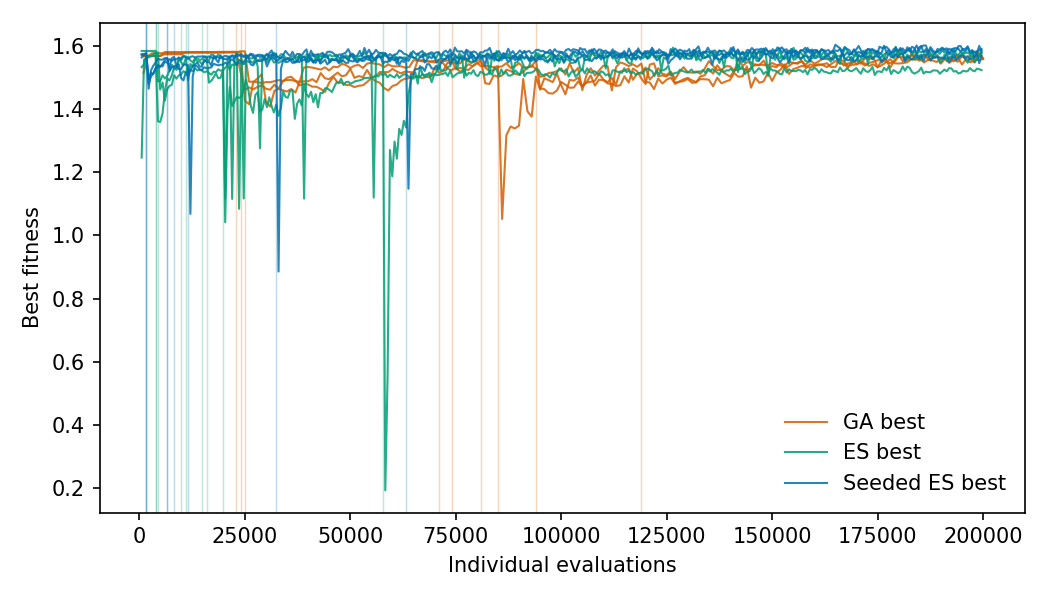 1.6
1.4
1.2
1.0
0.8
0.6
0.4
0.2
Best fitness
GA best
ES best
Seeded ES best
0 25000 50000 75000 100000 125000 150000 175000 200000
Individual evaluations